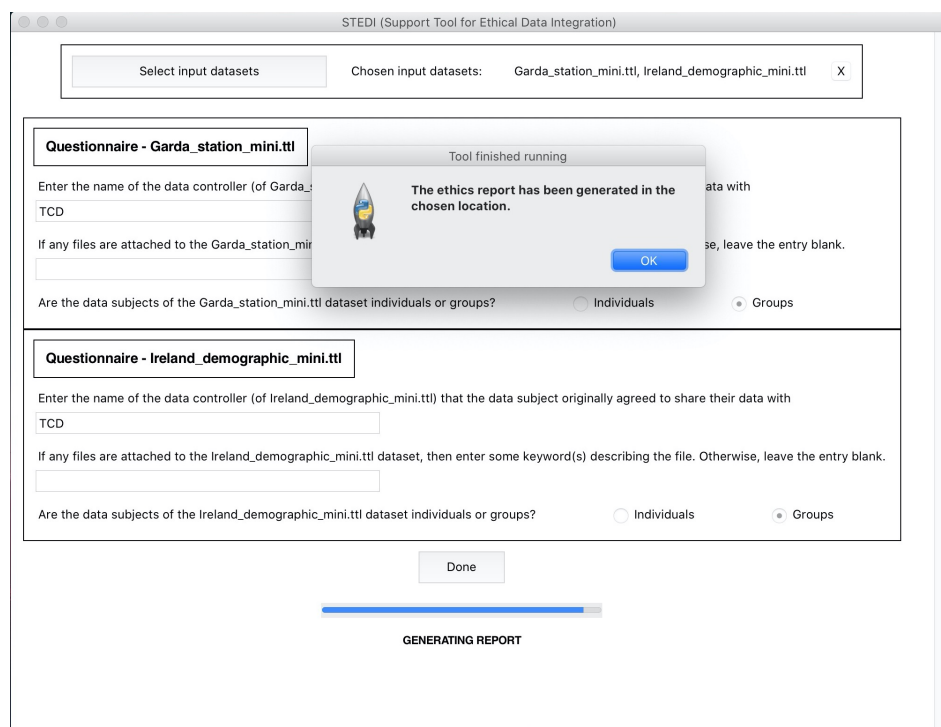 STEDI (Support Tool for Ethical Data Integration)
Select input datasets
Chosen input datasets:
Garda_station_mini.ttl, Ireland_demographic_mini.ttl
X
Questionnaire - Garda_station_mini.ttl
Tool finished running
The ethics report has been generated in the
chosen location.
OK
Enter the name of the data controller (of Garda_
ata with
TCD
If any files are attached to the Garda_station_
se, leave the entry blank.
Are the data subjects of the Garda_station_mini.ttl dataset individuals or groups?
Individuals
Groups
Questionnaire - Ireland_demographic_mini.ttl
Enter the name of the data controller (of Ireland_demographic_mini.ttl) that the data subject originally agreed to share their data with
TCD
If any files are attached to the Ireland_demographic_mini.ttl dataset, then enter some keyword(s) describing the file. Otherwise, leave the entry blank.
Are the data subjects of the Ireland_demographic_mini.ttl dataset individuals or groups?
Individuals
Groups
Done
GENERATING REPORT